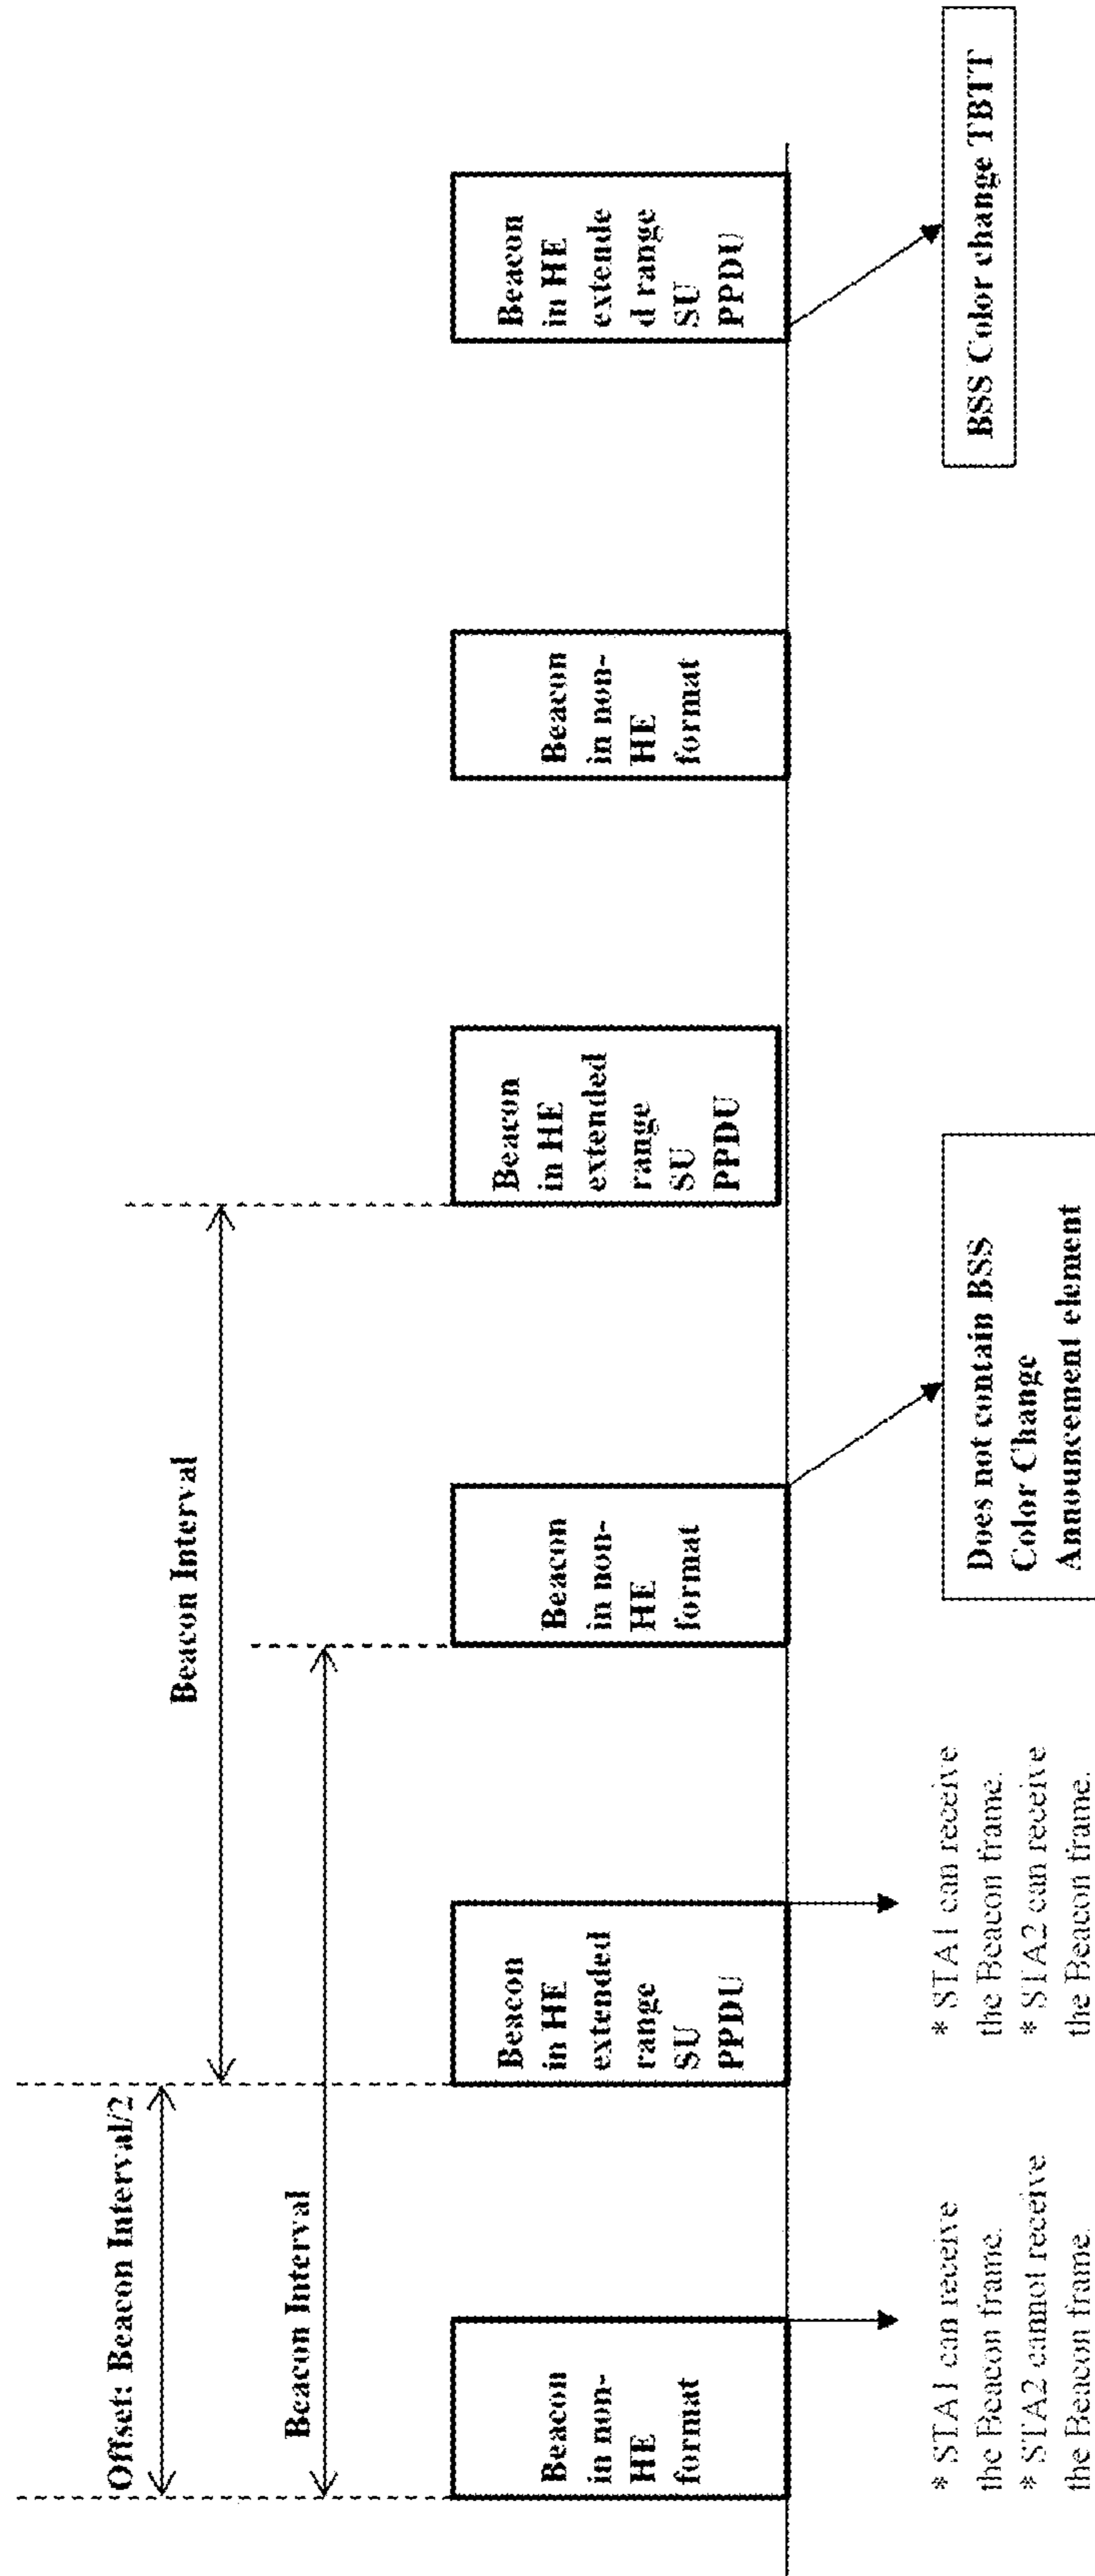 Offset: Beacon Interval/2
Beacon Interval
Beacon Interval
Beacon
in non-
HE
format
Beacon
in HE
extended
range
SU
PPDU
Beacon
in non-
HE
format
Beacon
in HE
extended
range
SU
PPDU
Beacon
in non-
HE
format
Beacon
in HE
extende
d range
SU
PPDU
* STA1 can receive
the Beacon frame.
* STA2 cannot receive
the Beacon frame.
* STA1 can receive
the Beacon frame.
* STA2 can receive
the Beacon frame.
Does not contain BSS
Color Change
Announcement element
BSS Color change TBTT